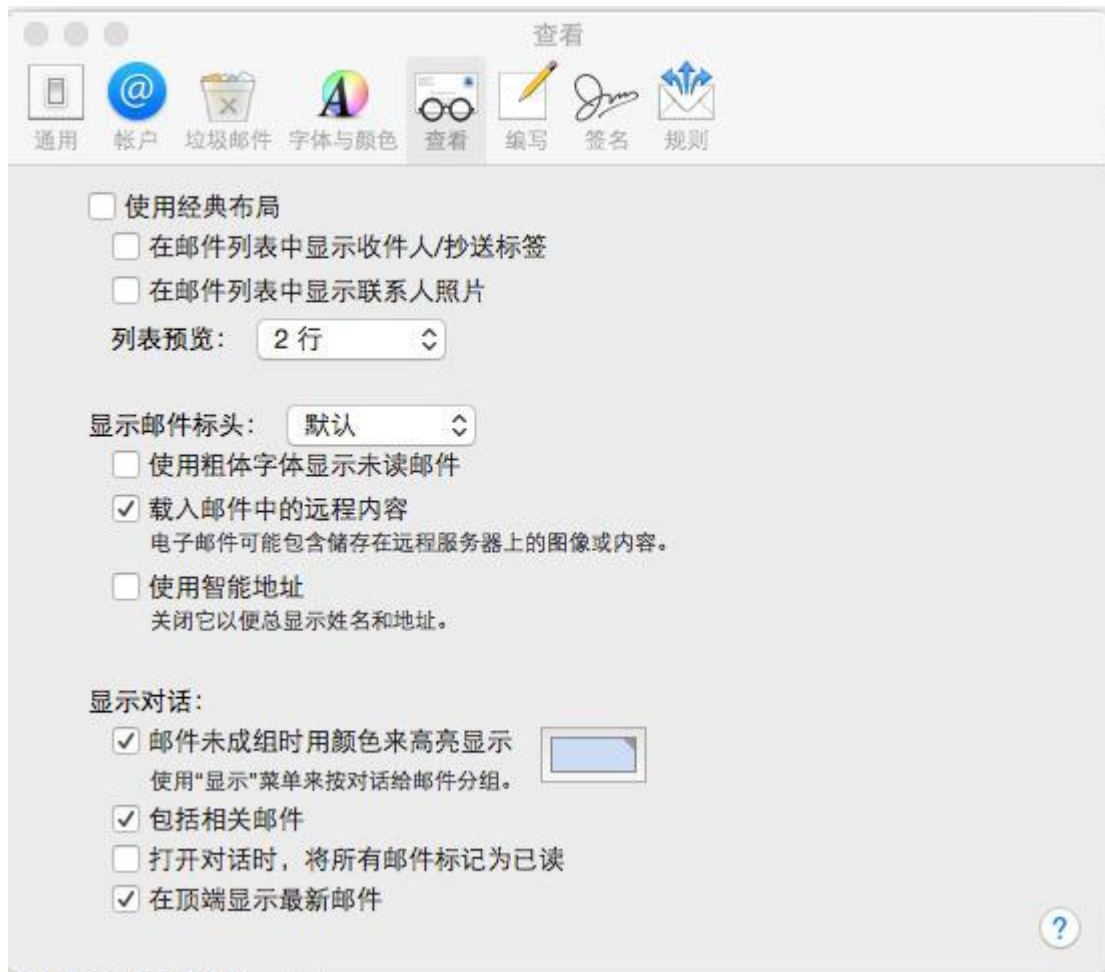 查看
通用 帐户 垃圾邮件 字体与颜色 查看 编写 签名 规则
使用经典布局
在邮件列表中显示收件人/抄送标签
在邮件列表中显示联系人照片
列表预览： 2 行
显示邮件标头： 默认
使用粗体字体显示未读邮件
载入邮件中的远程内容
电子邮件可能包含储存在远程服务器上的图像或内容。
使用智能地址
关闭它以便总显示姓名和地址。
显示对话：
邮件未成组时用颜色来高亮显示
使用“显示”菜单来按对话给邮件分组。
包括相关邮件
打开对话时，将所有邮件标记为已读
在顶端显示最新邮件
?